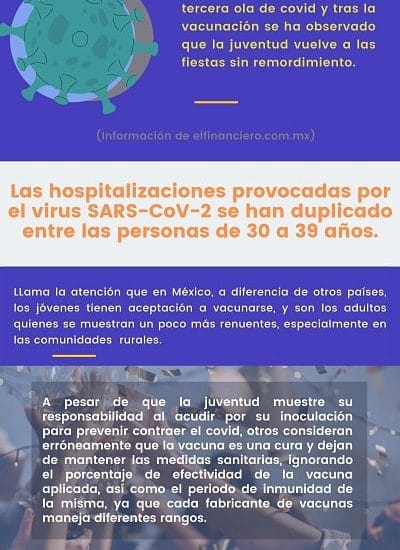 tercera ola de covid y tras la
vacunación se ha observado
que la juventud vuelve a las
fiestas sin remordimiento.
(Información de elfinanciero.com.mx)
Las hospitalizaciones provocadas por
el virus SARS-CoV-2 se han duplicado
entre las personas de 30 a 39 años.
LLama la atención que en México, a diferencia de otros países,
los jóvenes tienen aceptación a vacunarse, y son los adultos
quienes se muestran un poco más renuentes, especialmente en
las comunidades rurales.
A pesar de que la juventud muestre su
responsabilidad al acudir por su inoculación
para prevenir contraer el covid, otros consideran
erróneamente que la vacuna es una cura y dejan
de mantener las medidas sanitarias, ignorando
el porcentaje de efectividad de la vacuna
aplicada, así como el periodo de inmunidad de
la misma, ya que cada fabricante de vacunas
maneja diferentes rangos.